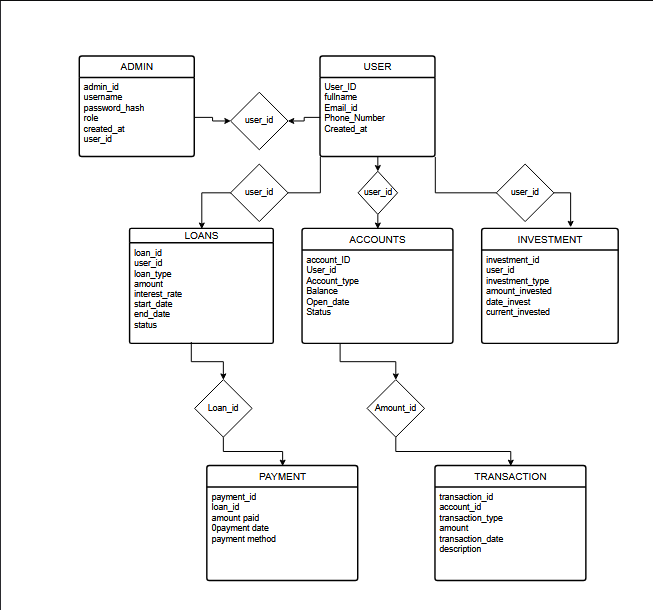 ADMIN
admin_id
username
password_hash
role
created_at
user_id
user_id
USER
User_ID
fullname
Email_id
Phone_Number
Created_at
user_id
user_id
user_id
LOANS
loan_id
user_id
loan_type
amount
interest_rate
start_date
end_date
status
ACCOUNTS
account_ID
User_id
Account_type
Balance
Open_date
Status
INVESTMENT
investment_id
user_id
investment_type
amount_invested
date_invest
current_invested
Loan_id
Amount_id
PAYMENT
payment_id
loan_id
amount paid
0payment date
payment method
TRANSACTION
transaction_id
account_id
transaction_type
amount
transaction_date
description